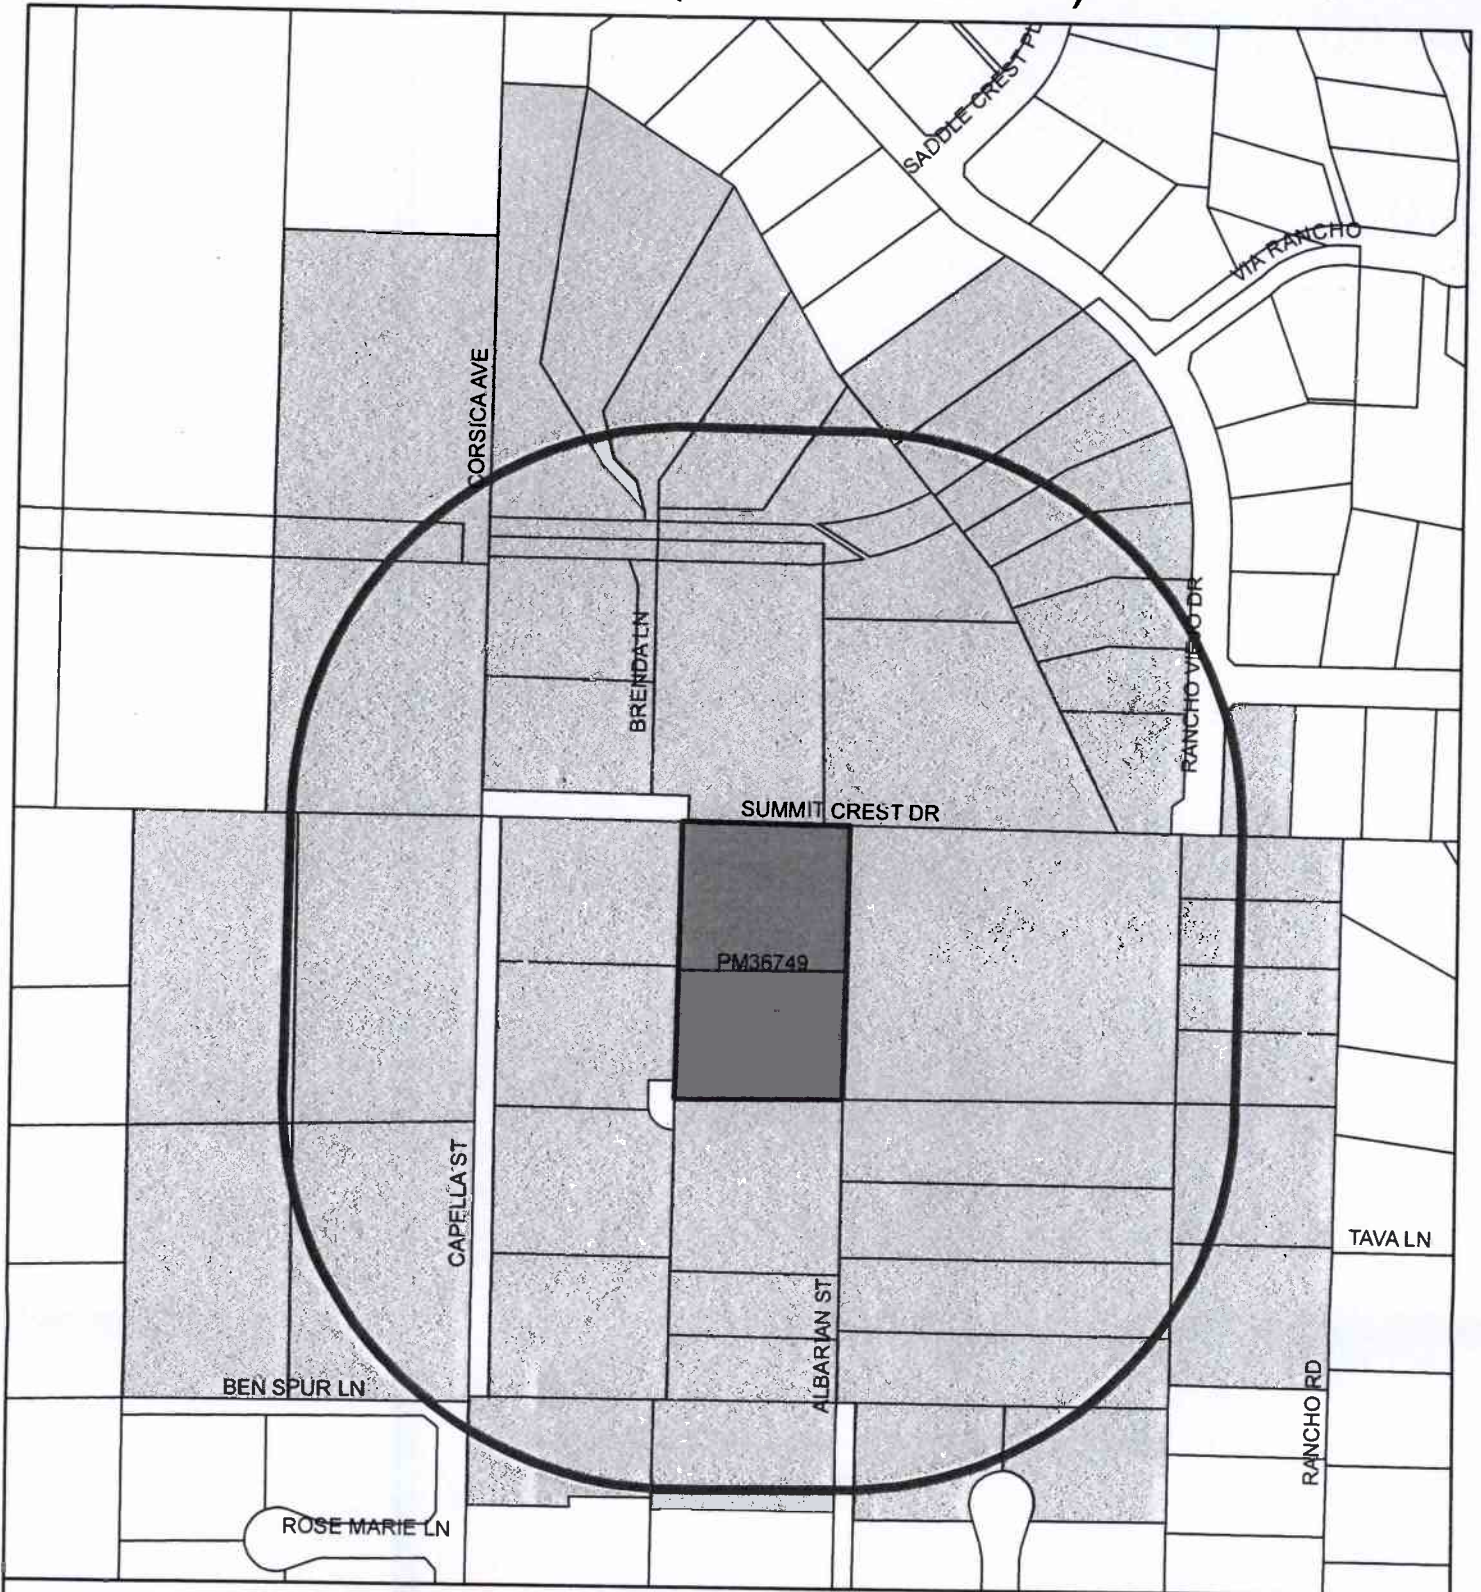 SADDLE CREST PL
VIA RANCHO
CORSICA AVE
BRENDA LN
RANCHO VIEJO DR
SUMMIT CREST DR
PM36749
CAPELLA ST
TAVA LN
ALBARIAN ST
BEN SPUR LN
RANCHO RD
ROSE MARIE LN